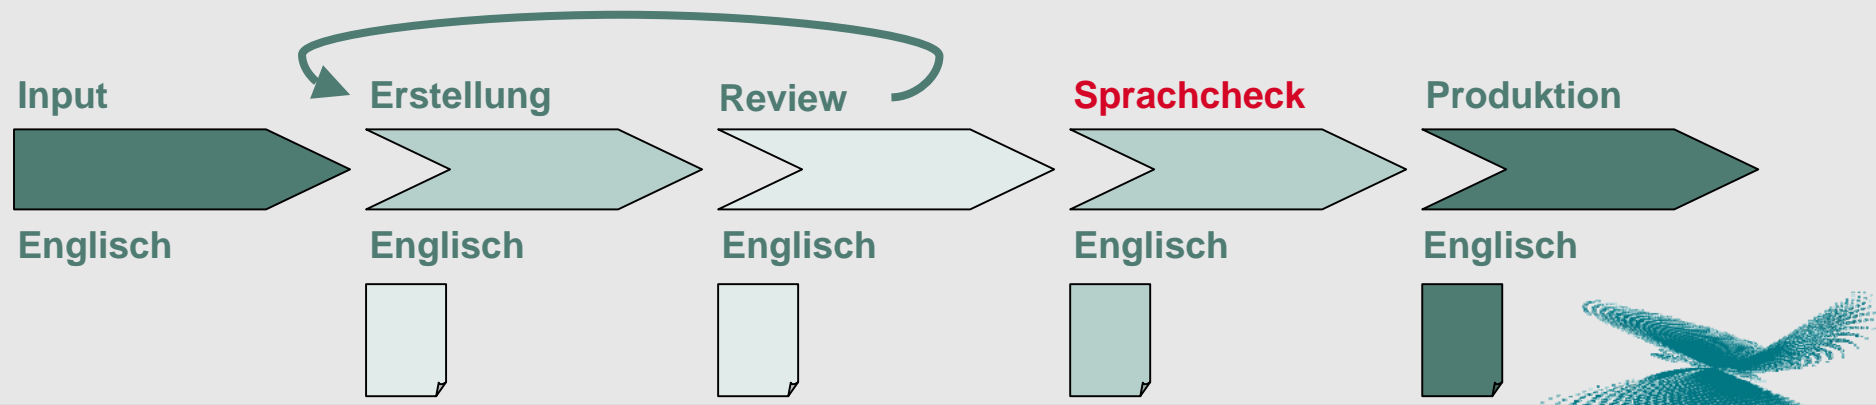 Input
Erstellung
Review
Sprachcheck
Produktion
Englisch
Englisch
Englisch
Englisch
Englisch